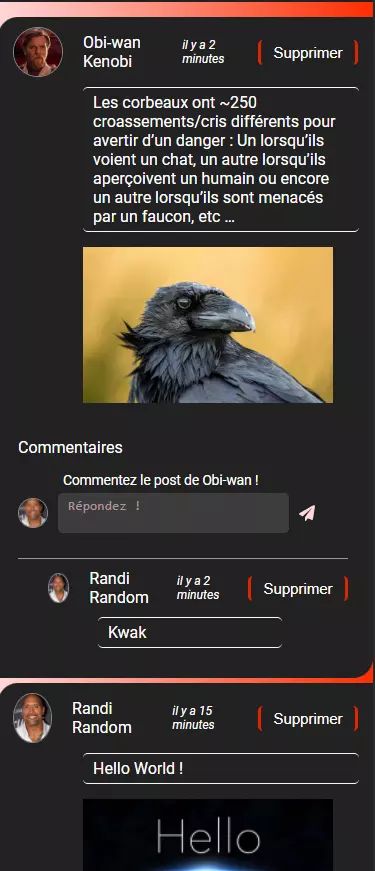 Obi-wan
Kenobi
il y a 2
minutes
Supprimer
Les corbeaux ont ~250
croassements/cris différents pour
avertir d’un danger : Un lorsqu’ils
voient un chat, un autre lorsqu’ils
aperçoivent un humain ou encore
un autre lorsqu’ils sont menacés
par un faucon, etc ...
Commentaires
Commentez le post de Obi-wan !
Répondez !
Randi
Random
il y a 2
minutes
Supprimer
Kwak
Randi
Random
il y a 15
minutes
Supprimer
Hello World !
Hello